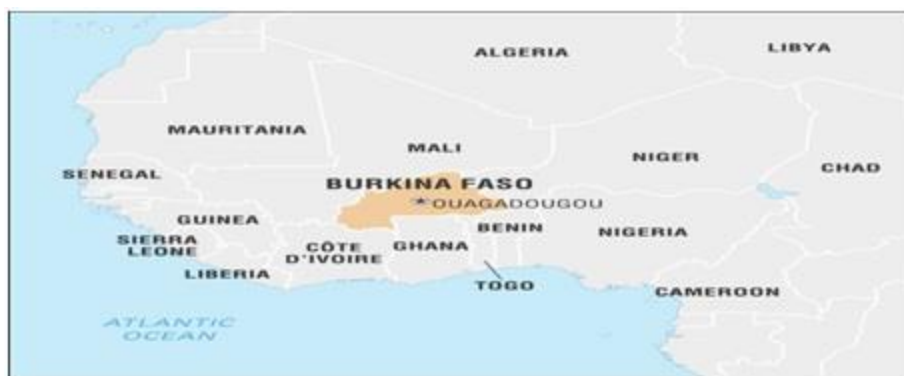 ALGERIA
LIBYA
MAURITANIA
MALI
NIGER
CHAD
SENEGAL
BURKINA FASO
OUAGADOUGOU
GUINEA
BENIN
NIGERIA
SIERRA
LEONE
CÔTE
D'IVOIRE
GHANA
LIBERIA
TOGO
CAMEROON
ATLANTIC
OCEAN